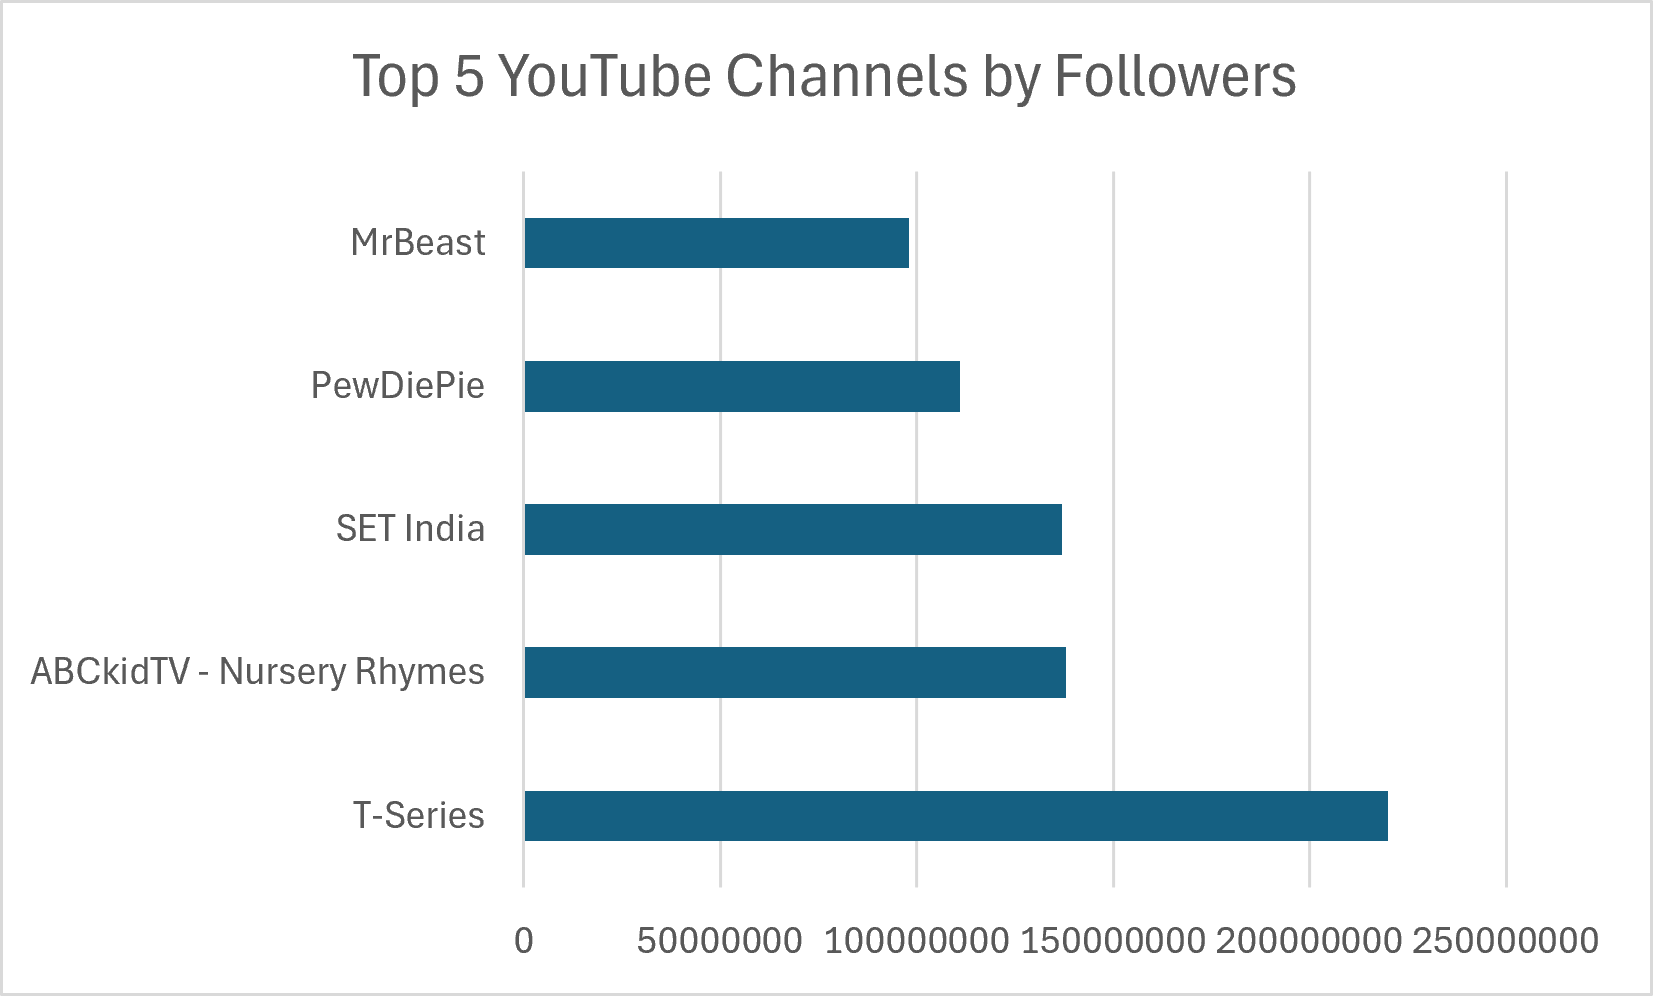 Top 5 YouTube Channels by Followers
MrBeast
PewDiePie
SET India
ABCkidTV - Nursery Rhymes
T-Series
0 50000000 100000000 150000000 200000000 250000000